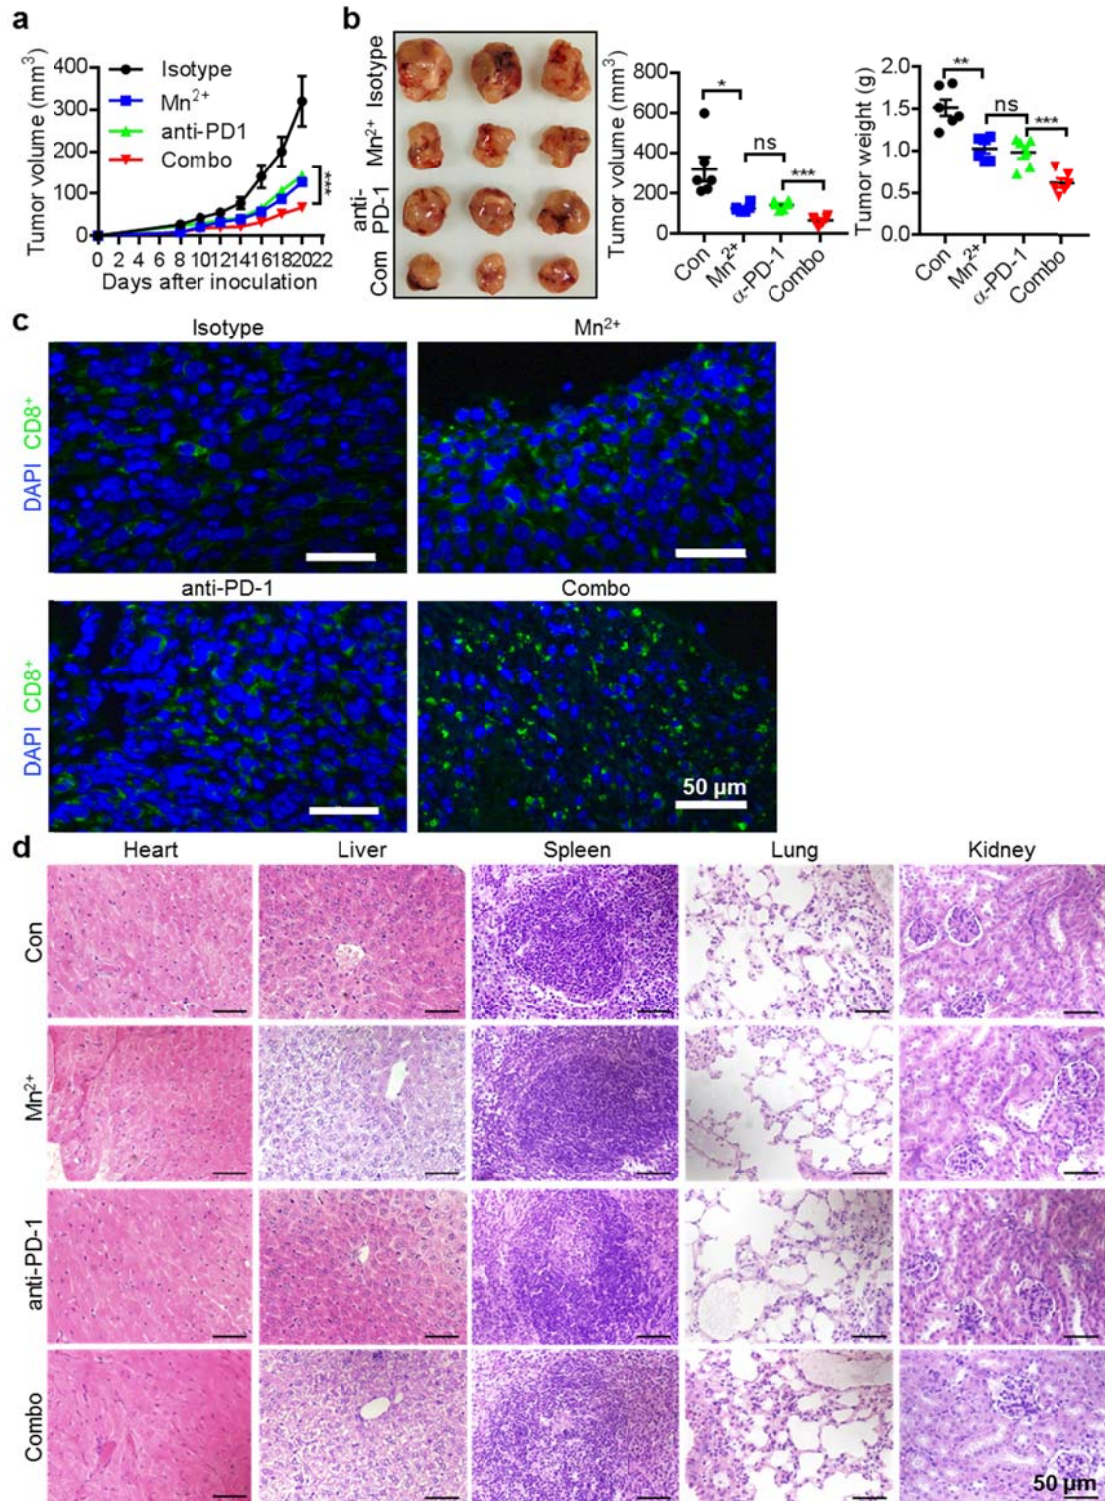 a
Tumor volume (mm³)
400
300
200
100
0
Isotype
Mn²⁺
anti-PD1
Combo
***
0 2 4 6 8 10 12 14 16 18 20 22
Days after inoculation
b
Isotype
Mn²⁺
anti-
PD-1
Com
Tumor volume (mm³)
800
600
400
200
0
*
ns
***
Con
Mn²⁺
α-PD-1
Combo
Tumor weight (g)
2.0
1.5
1.0
0.5
0.0
**
ns
***
Con
Mn²⁺
α-PD-1
Combo
c
Isotype
Mn²⁺
DAPI CD8⁺
anti-PD-1
Combo
DAPI CD8⁺
50 µm
d
Heart Liver Spleen Lung Kidney
Con
Mn²⁺
anti-PD-1
Combo
50 µm